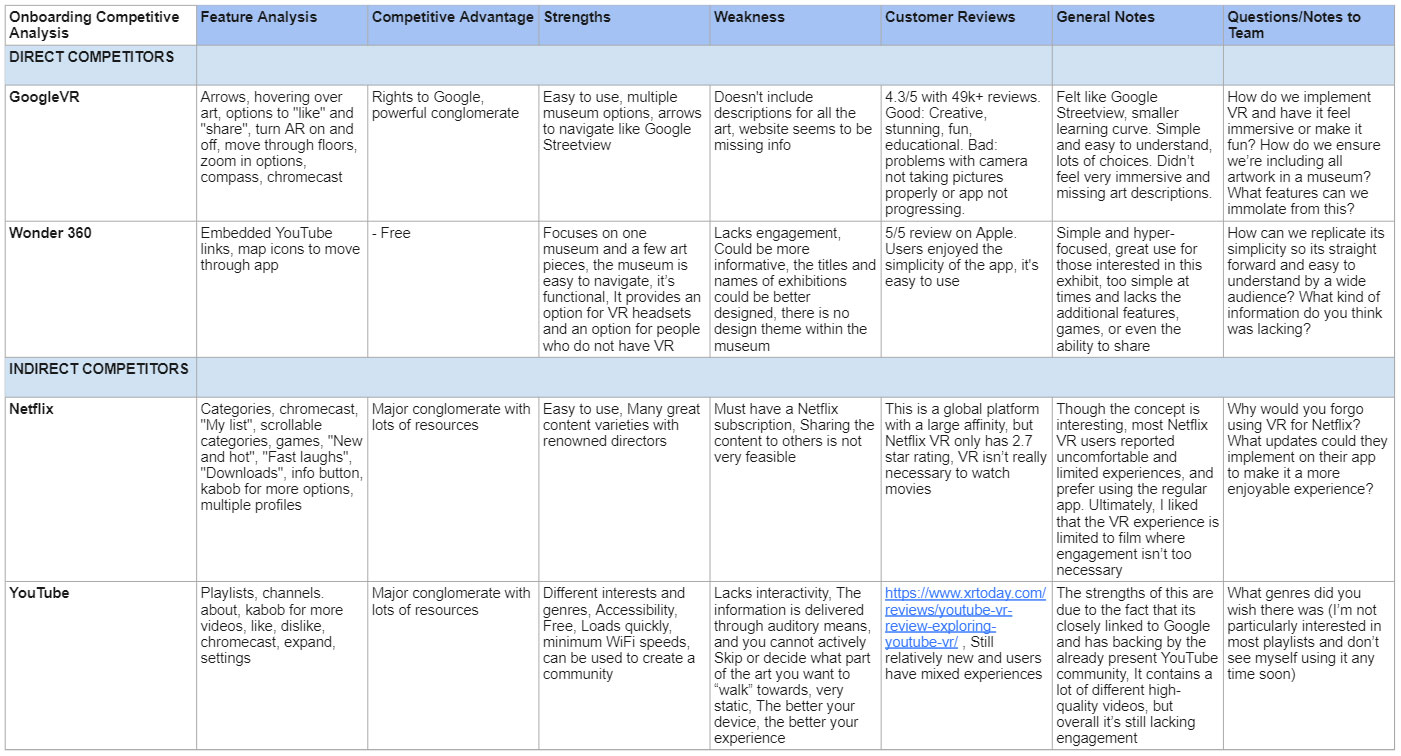 Onboarding Competitive
Analysis
Feature Analysis
Competitive Advantage
Strengths
Weakness
Customer Reviews
General Notes
Questions/Notes to
Team
DIRECT COMPETITORS
GoogleVR
Arrows, hovering over
art, options to "like" and
"share", turn AR on and
off, move through floors,
zoom in options,
compass, chromecast
Rights to Google,
powerful conglomerate
Easy to use, multiple
museum options, arrows
to navigate like Google
Streetview
Doesn't include
descriptions for all the
art, website seems to be
missing info
4.3/5 with 49k+ reviews.
Good: Creative,
stunning, fun,
educational. Bad:
problems with camera
not taking pictures
properly or app not
progressing.
Felt like Google
Streetview, smaller
learning curve. Simple
and easy to understand,
lots of choices. Didn’t
feel very immersive and
missing art descriptions.
How do we implement
VR and have it feel
immersive or make it
fun? How do we ensure
we’re including all
artwork in a museum?
What features can we
immolate from this?
Wonder 360
Embedded YouTube
links, map icons to move
through app
- Free
Focuses on one
museum and a few art
pieces, the museum is
easy to navigate, it’s
functional, It provides an
option for VR headsets
and an option for people
who do not have VR
Lacks engagement,
Could be more
informative, the titles and
names of exhibitions
could be better
designed, there is no
design theme within the
museum
5/5 review on Apple.
Users enjoyed the
simplicity of the app, it's
easy to use
Simple and hyper-
focused, great use for
those interested in this
exhibit, too simple at
times and lacks the
additional features,
games, or even the
ability to share
How can we replicate its
simplicity so its straight
forward and easy to
understand by a wide
audience? What kind of
information do you think
was lacking?
INDIRECT COMPETITORS
Netflix
Categories, chromecast,
"My list", scrollable
categories, games, "New
and hot", "Fast laughs",
"Downloads", info button,
kabob for more options,
multiple profiles
Major conglomerate with
lots of resources
Easy to use, Many great
content varieties with
renowned directors
Must have a Netflix
subscription, Sharing the
content to others is not
very feasible
This is a global platform
with a large affinity, but
Netflix VR only has 2.7
star rating, VR isn’t really
necessary to watch
movies
Though the concept is
interesting, most Netflix
VR users reported
uncomfortable and
limited experiences, and
prefer using the regular
app. Ultimately, I liked
that the VR experience is
limited to film where
engagement isn’t too
necessary
Why would you forgo
using VR for Netflix?
What updates could they
implement on their app
to make it a more
enjoyable experience?
YouTube
Playlists, channels.
about, kabob for more
videos, like, dislike,
chromecast, expand,
settings
Major conglomerate with
lots of resources
Different interests and
genres, Accessibility,
Free, Loads quickly,
minimum WiFi speeds,
can be used to create a
community
Lacks interactivity, The
information is delivered
through auditory means,
and you cannot actively
Skip or decide what part
of the art you want to
“walk” towards, very
static, The better your
device, the better your
experience
https://www.xrtoday.com/
reviews/youtube-vr-
review-exploring-
youtube-vr/ , Still
relatively new and users
have mixed experiences
The strengths of this are
due to the fact that its
closely linked to Google
and has backing by the
already present YouTube
community, It contains a
lot of different high-
quality videos, but
overall it’s still lacking
engagement
What genres did you
wish there was (I’m not
particularly interested in
most playlists and don’t
see myself using it any
time soon)